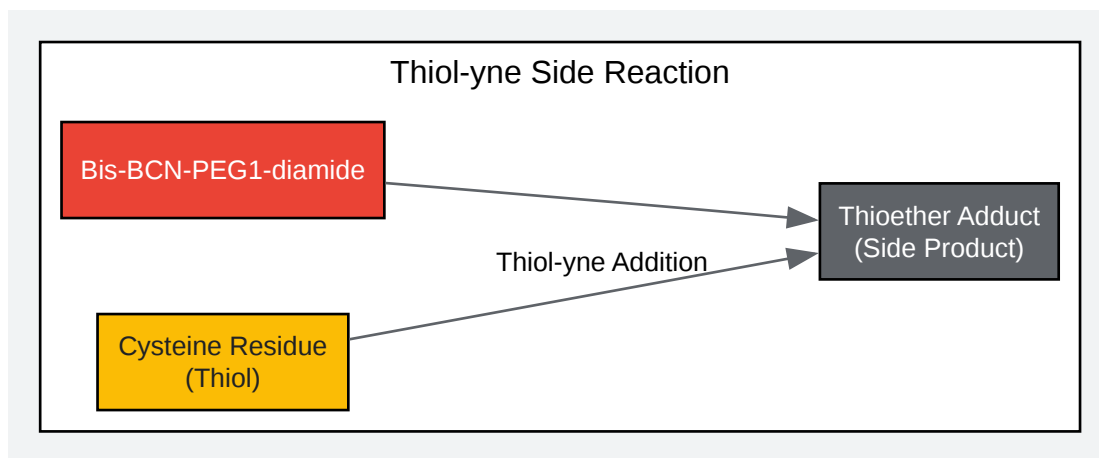 Thiol-yne Side Reaction
Bis-BCN-PEG1-diamide
Thioether Adduct
(Side Product)
Thiol-yne Addition
Cysteine Residue
(Thiol)